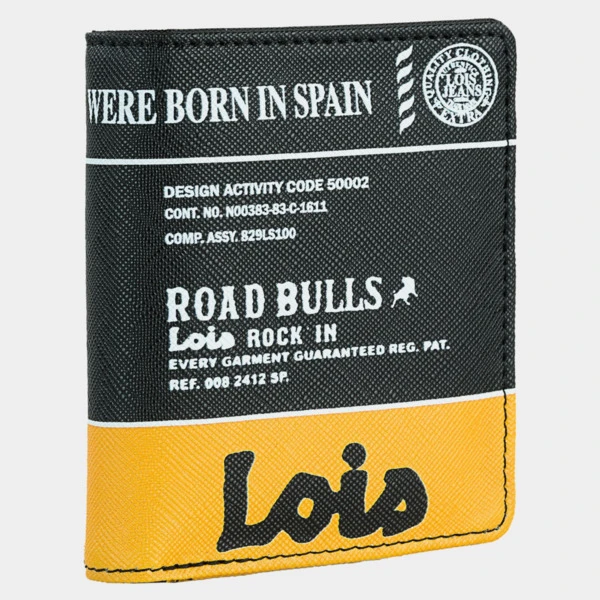 WERE BORN IN SPAIN
QUALITY CLOTHING
AUTHENTIC
LOIS
JEANS
EXTRA
DESIGN ACTIVITY CODE 50002
CONT. NO. N00383-83-C-1611
COMP. ASSY. 829LS100
ROAD BULLS
Lois ROCK IN
EVERY GARMENT GUARANTEED REG. PAT.
REF. 008 2412 SP.
Lois